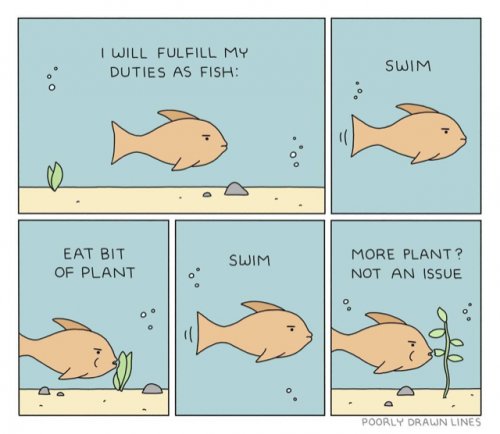 I WILL FULFILL MY
DUTIES AS FISH:
SWIM
EAT BIT
OF PLANT
SWIM
MORE PLANT?
NOT AN ISSUE
POORLY DRAWN LINES